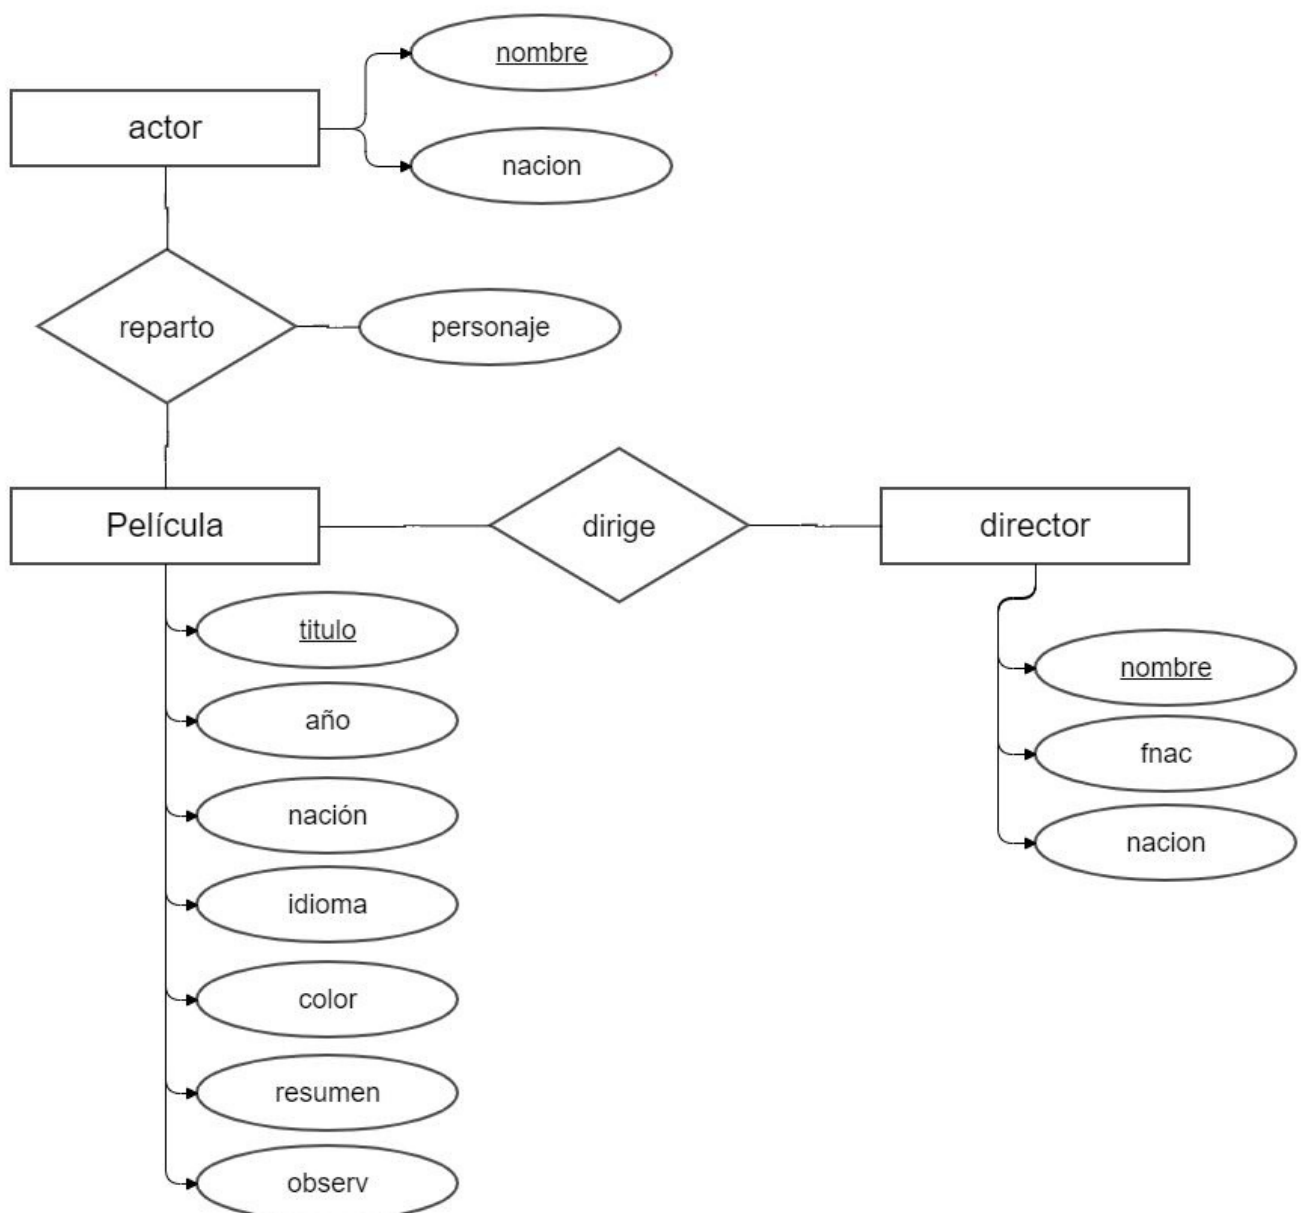 nombre
actor
nacion
reparto
personaje
Película
dirige
director
titulo
nombre
año
fnac
nación
nacion
idioma
color
resumen
observ